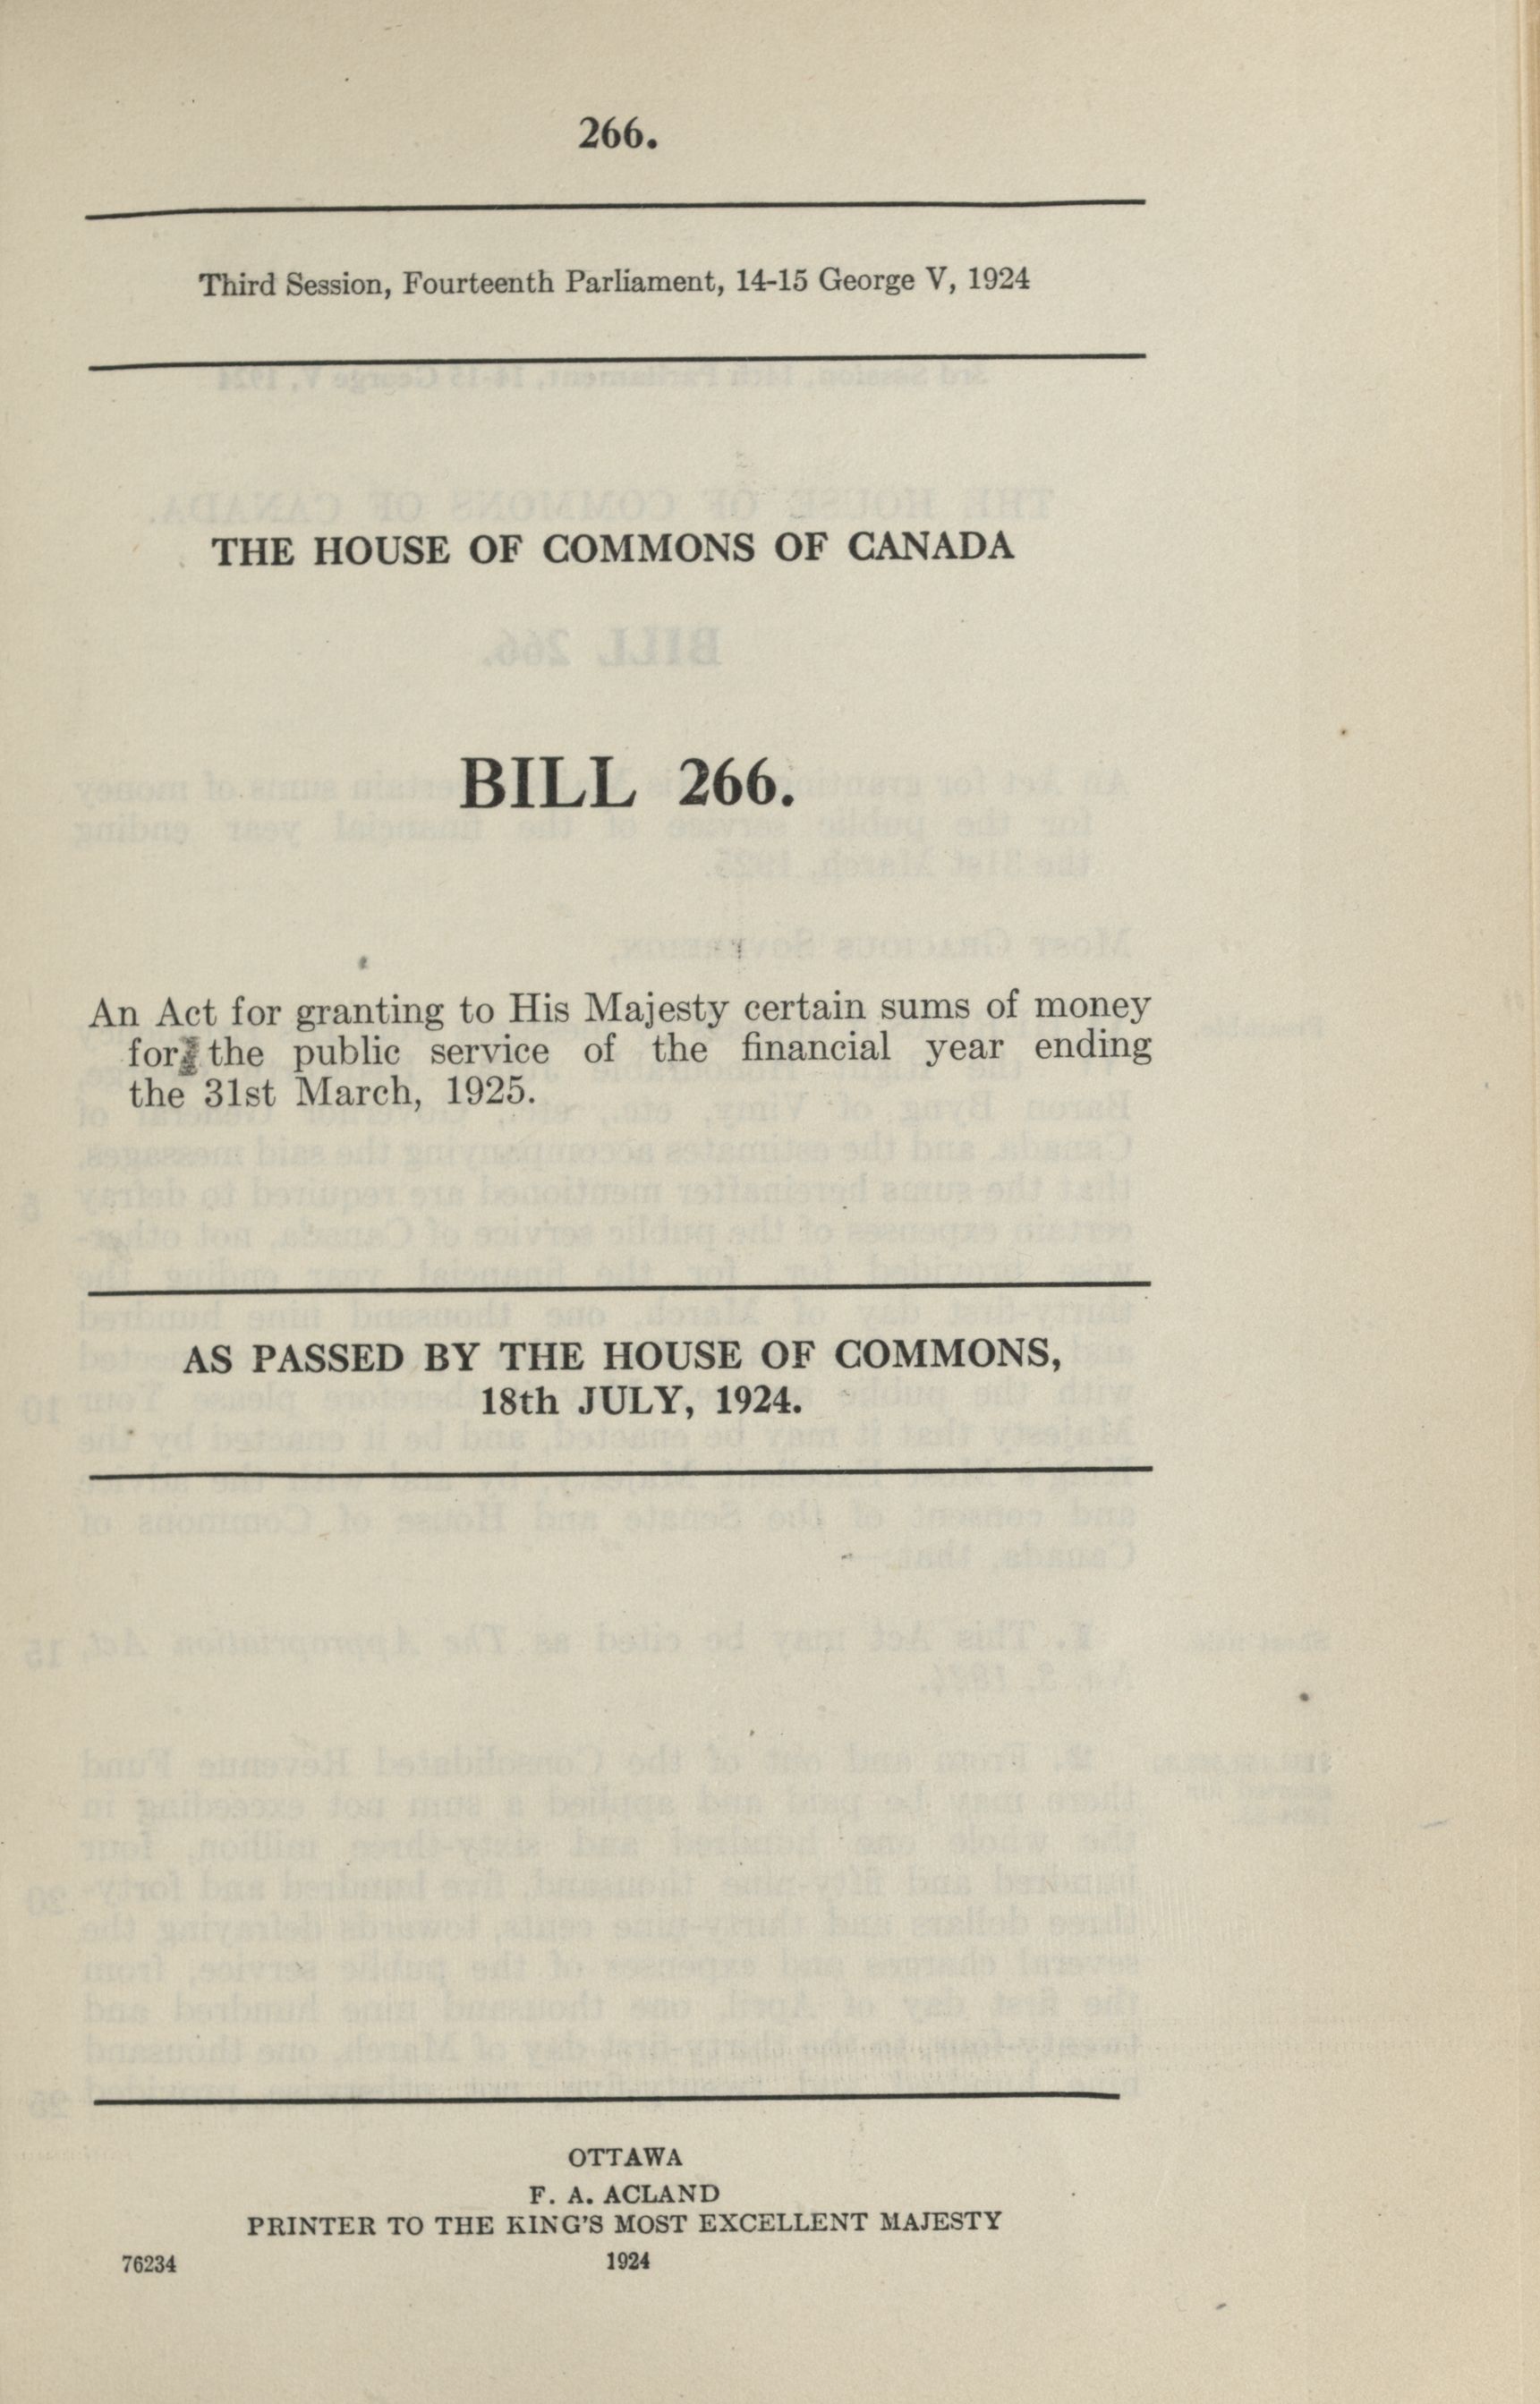 266.
Third Session, Fourteenth Parliament, 14-15 George V, 1924
THE HOUSE OF COMMONS OF CANADA
BILL 266.
An Act for granting to His Majesty certain sums of money
for the public service of the financial year ending
the 31st March, 1925.
AS PASSED BY THE HOUSE OF COMMONS,
18th JULY, 1924.
OTTAWA
F. A. ACLAND
PRINTER TO THE KING'S MOST EXCELLENT MAJESTY
76234 1924